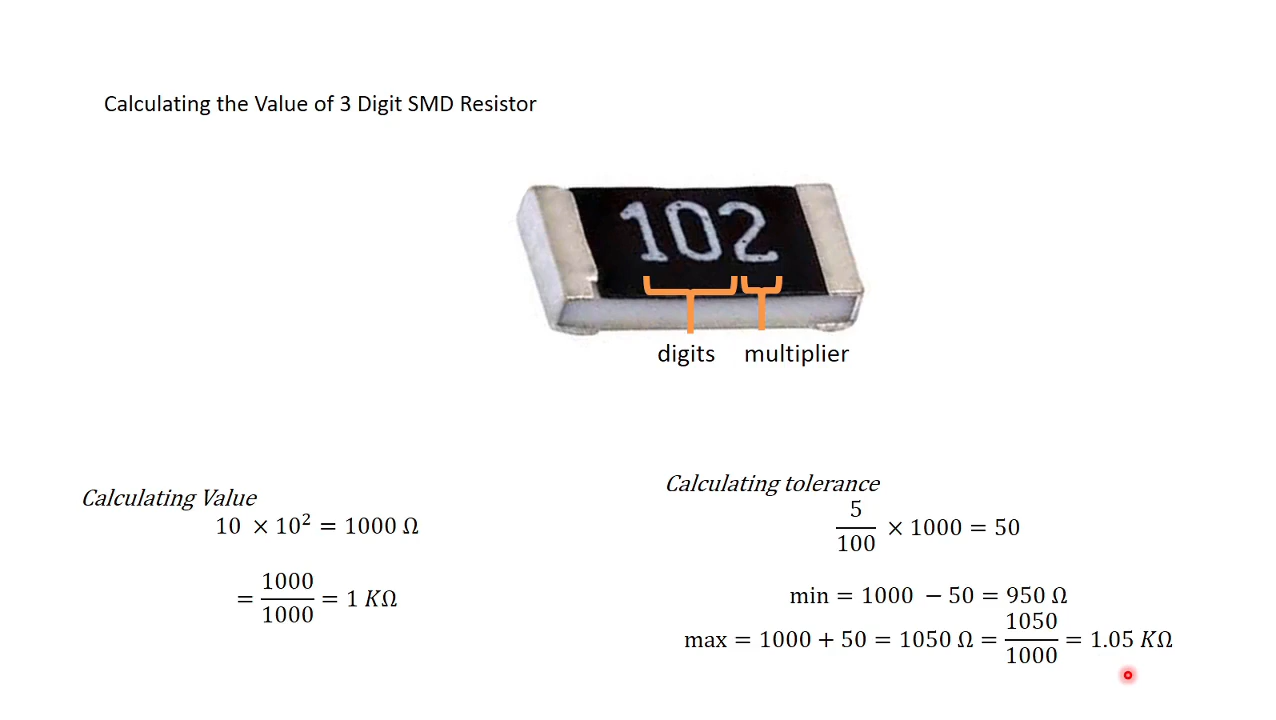 Calculating the Value of 3 Digit SMD Resistor
102
digits multiplier
Calculating Value
10 × 10² = 1000 Ω
= 1000/1000 = 1 KΩ
Calculating tolerance
5/100 × 1000 = 50
min = 1000 − 50 = 950 Ω
max = 1000 + 50 = 1050 Ω = 1050/1000 = 1.05 KΩ